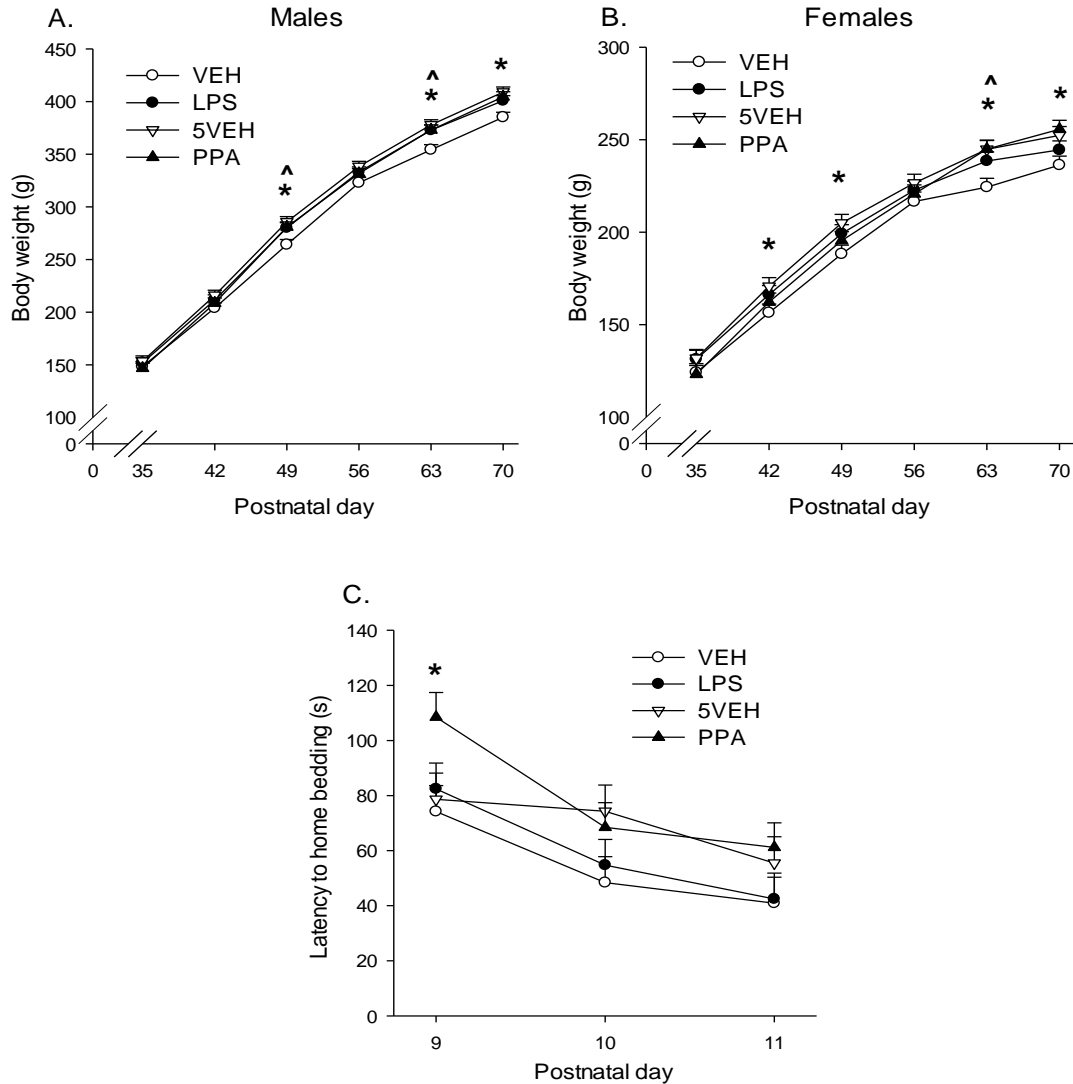 A.
Males
450
400
350
300
250
200
150
100
0
Body weight (g)
VEH
LPS
5VEH
PPA
^
*
^
*
*
0 35 42 49 56 63 70
Postnatal day
B.
Females
300
250
200
150
100
0
Body weight (g)
VEH
LPS
5VEH
PPA
*
*
^
*
*
0 35 42 49 56 63 70
Postnatal day
C.
140
120
100
80
60
40
20
0
Latency to home bedding (s)
*
VEH
LPS
5VEH
PPA
9 10 11
Postnatal day